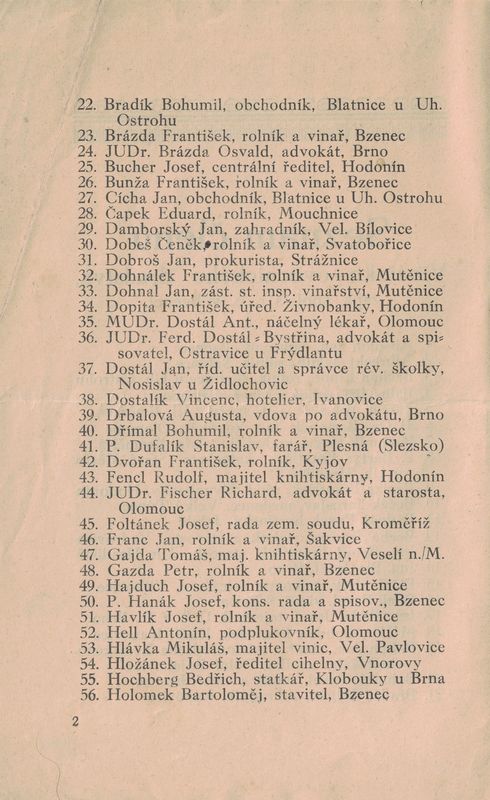 22. Bradík Bohumil, obchodník, Blatnice u Uh.
Ostrohu
23. Brázda František, rolník a vinař, Bzenec
24. JUDr. Brázda Osvald, advokát, Brno
25. Bucher Josef, centrální ředitel, Hodonín
26. Bunža František, rolník a vinař, Bzenec
27. Cícha Jan, obchodník, Blatnice u Uh. Ostrohu
28. Čapek Eduard, rolník, Mouchnice
29. Damborský Jan, zahradník, Vel. Bílovice
30. Dobeš Čeněk, rolník a vinař, Svatobořice
31. Dobroš Jan, prokurista, Strážnice
32. Dohnálek František, rolník a vinař, Mutěnice
33. Dohnal Jan, zást. st. insp. vinařství, Mutěnice
34. Dopita František, úřed. Živnobanky, Hodonín
35. MUDr. Dostál Ant., náčelný lékař, Olomouc
36. JUDr. Ferd. Dostál-Bystřina, advokát a spi-
sovatel, Ostravice u Frýdlantu
37. Dostál Jan, říd. učitel a správce rév. školky,
Nosislav u Židlochovic
38. Dostalík Vincenc, hotelier, Ivanovice
39. Drbalová Augusta, vdova po advokátu, Brno
40. Dřímal Bohumil, rolník a vinař, Bzenec
41. P. Dufalík Stanislav, farář, Plesná (Slezsko)
42. Dvořan František, rolník, Kyjov
43. Fencl Rudolf, majitel knihtiskárny, Hodonín
44. JUDr. Fischer Richard, advokát a starosta,
Olomouc
45. Foltánek Josef, rada zem. soudu, Kroměříž
46. Franc Jan, rolník a vinař, Šakvice
47. Gajda Tomáš, maj. knihtiskárny, Veselí n./M.
48. Gazda Petr, rolník a vinař, Bzenec
49. Hajduch Josef, rolník a vinař, Mutěnice
50. P. Hanák Josef, kons. rada a spisov., Bzenec
51. Havlík Josef, rolník a vinař, Mutěnice
52. Hell Antonín, podplukovník, Olomouc
53. Hlávka Mikuláš, majitel vinic, Vel. Pavlovice
54. Hložánek Josef, ředitel cihelny, Vnorovy
55. Hochberg Bedřich, statkář, Klobouky u Brna
56. Holomek Bartoloměj, stavitel, Bzenec
2